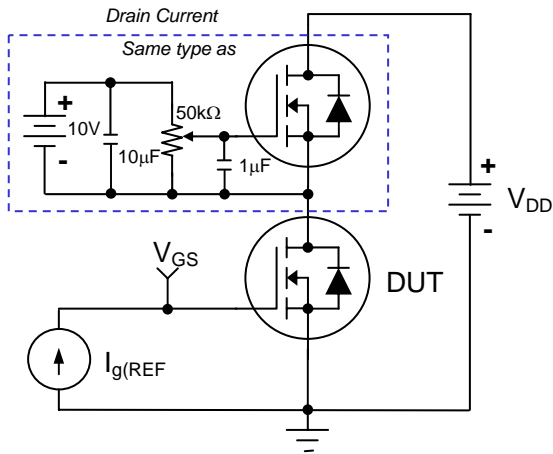 Drain Current
Same type as
+
10V
-
10μF
50kΩ
1μF
+
V_DD
-
V_GS
DUT
I_g(REF